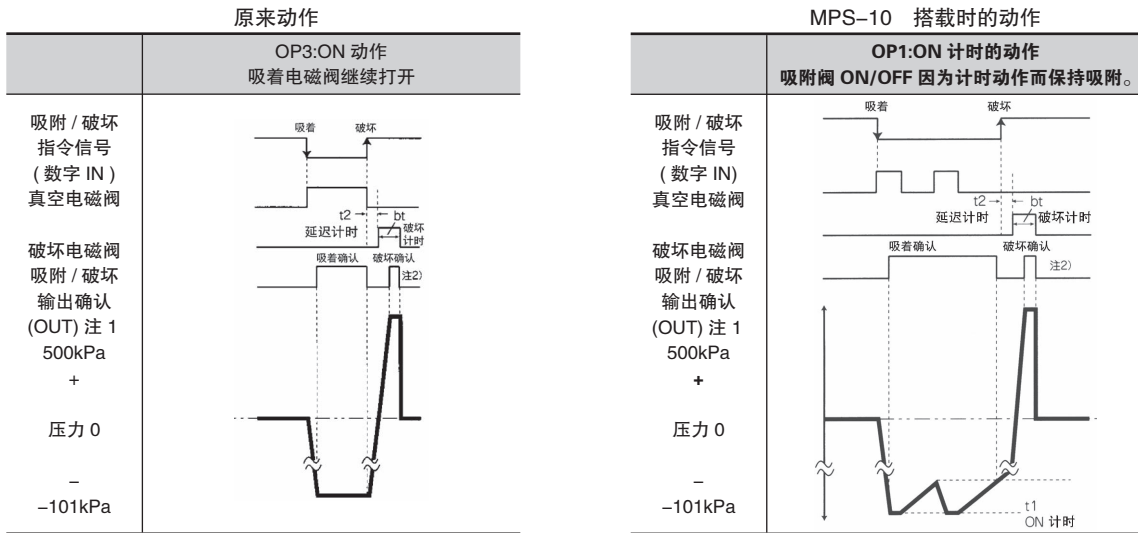 原来动作
OP3:ON 动作
吸着电磁阀继续打开
吸附 / 破坏
指令信号
( 数字 IN )
真空电磁阀
破坏电磁阀
吸附 / 破坏
输出确认
(OUT) 注 1
500kPa
+
压力 0
–
–101kPa
吸着
破坏
t2
bt
延迟计时
破坏
计时
吸着确认
破坏确认
注2)
MPS–10 搭载时的动作
OP1:ON 计时的动作
吸附阀 ON/OFF 因为计时动作而保持吸附。
吸附 / 破坏
指令信号
( 数字 IN)
真空电磁阀
破坏电磁阀
吸附 / 破坏
输出确认
(OUT) 注 1
500kPa
+
压力 0
–
–101kPa
吸着
破坏
t2
bt
延迟计时
破坏计时
吸着确认
破坏确认
注2)
t1
ON 计时